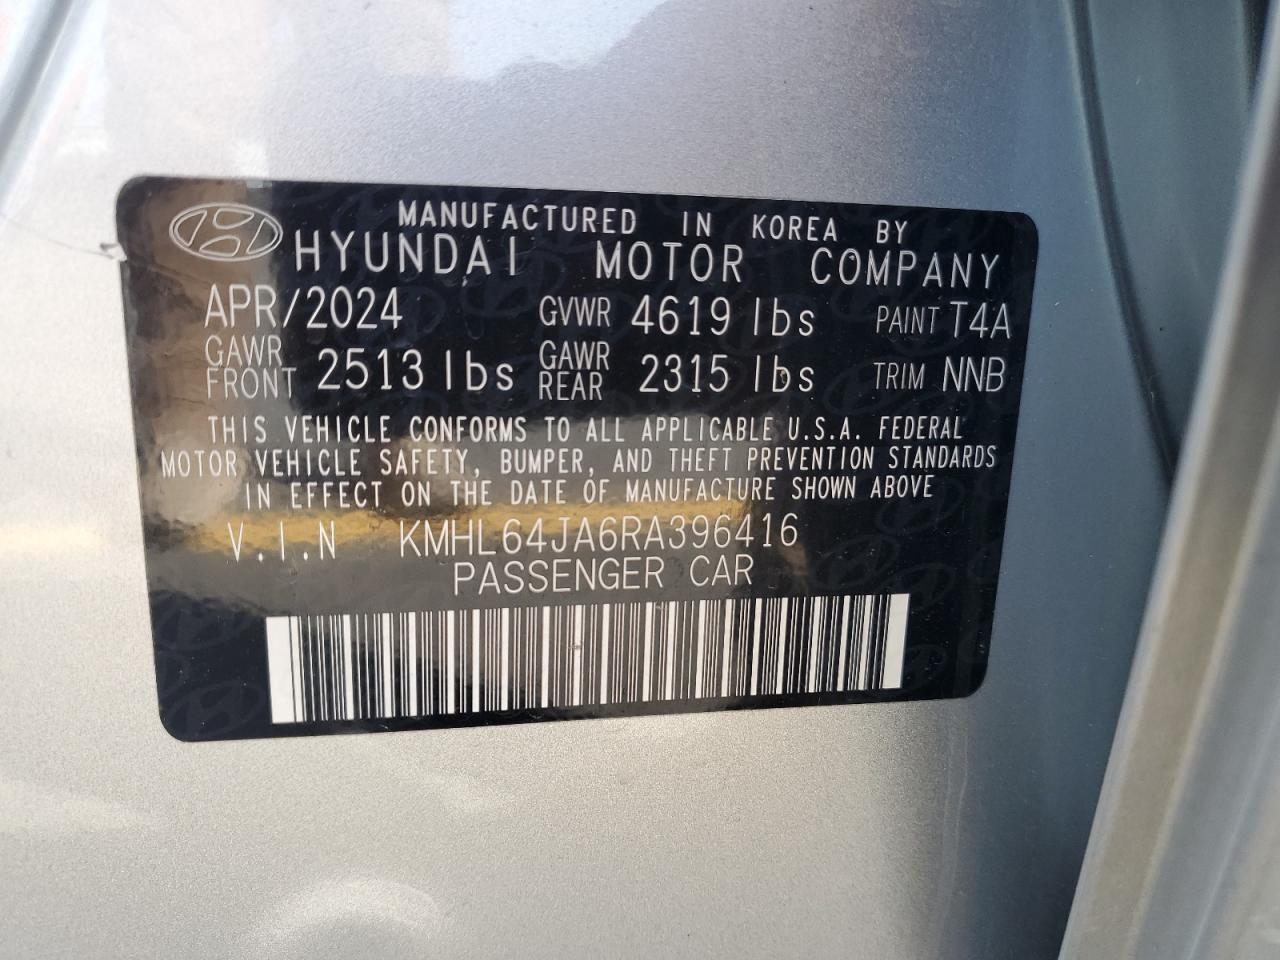 MANUFACTURED IN KOREA BY
HYUNDAI MOTOR COMPANY
APR/2024 GVWR 4619 lbs PAINT T4A
GAWR FRONT 2513 lbs GAWR REAR 2315 lbs TRIM NNB
THIS VEHICLE CONFORMS TO ALL APPLICABLE U.S.A. FEDERAL
MOTOR VEHICLE SAFETY, BUMPER, AND THEFT PREVENTION STANDARDS
IN EFFECT ON THE DATE OF MANUFACTURE SHOWN ABOVE
V.I.N KMHL64JA6RA396416
PASSENGER CAR